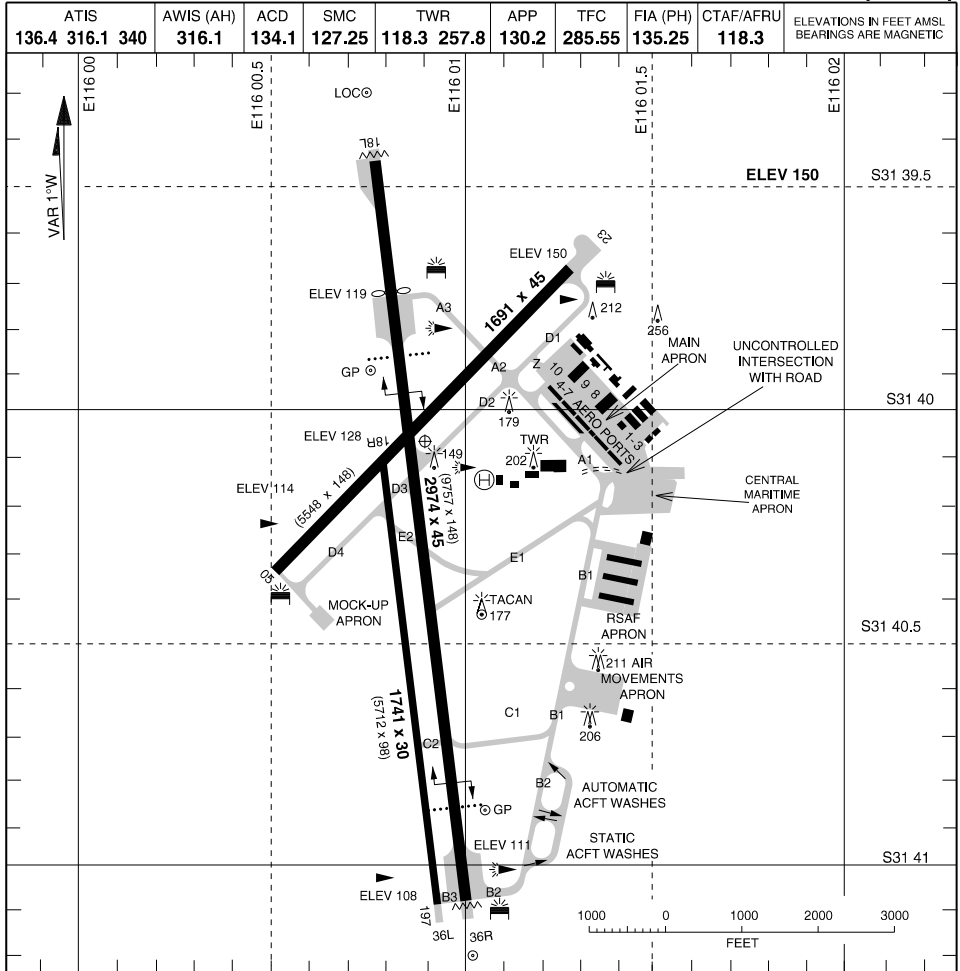 ATIS
AWIS (AH)
ACD
SMC
TWR
APP
TFC
FIA (PH)
CTAF/AFRU
ELEVATIONS IN FEET AMSL
BEARINGS ARE MAGNETIC
136.4 316.1 340
316.1
134.1
127.25
118.3 257.8
130.2
285.55
135.25
118.3
E116 00
E116 00.5
E116 01
E116 01.5
E116 02
LOC
VAR 1°W
18L
ELEV 150
S31 39.5
23
ELEV 150
ELEV 119
A3
1691 x 45
212
256
D1
MAIN
APRON
UNCONTROLLED
INTERSECTION
WITH ROAD
GP
A2
Z
10
9
8
4-7
AERO PORTS
1-3
D2
179
S31 40
ELEV 128
18R
149
TWR
202
A1
H
ELEV 114
(5548 x 148)
D3
2974 x 45
(9757 x 148)
CENTRAL
MARITIME
APRON
D4
E2
E1
B1
05
MOCK-UP
APRON
TACAN
177
RSAF
APRON
S31 40.5
211 AIR
MOVEMENTS
APRON
1741 x 30
(5712 x 98)
C1
B1
206
C2
B2
AUTOMATIC
ACFT WASHES
GP
ELEV 111
STATIC
ACFT WASHES
S31 41
ELEV 108
B3
B2
197
36L
36R
1000 0 1000 2000 3000
FEET